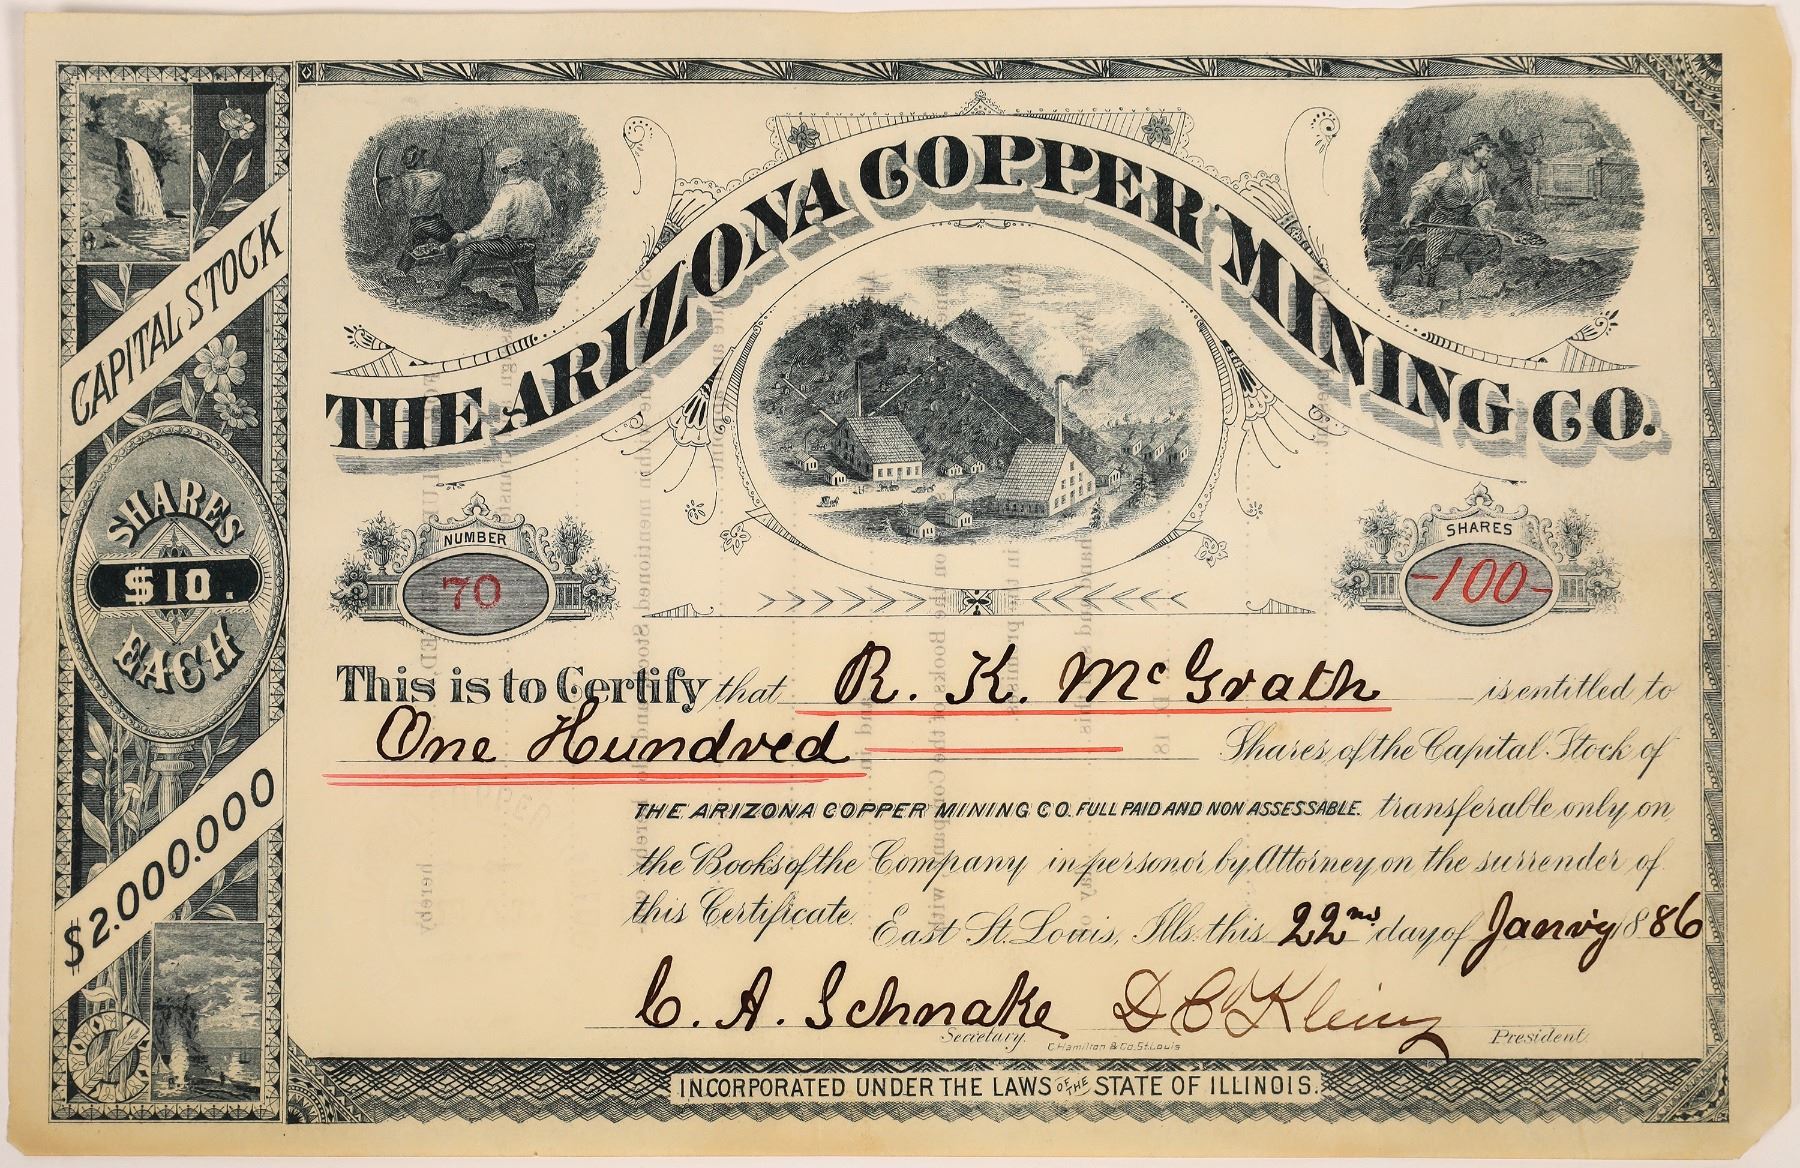 THE ARIZONA COPPER MINING CO.
CAPITAL STOCK
SHARES
$10.
EACH
$2.000.000
NUMBER
70
SHARES
-100-
This is to Certify that R. K. McGrath is entitled to
One Hundred Shares of the Capital Stock of
THE ARIZONA COPPER MINING CO. FULL PAID AND NON ASSESSABLE. transferable only on
the Books of the Company in person or by Attorney on the surrender of
this Certificate. East St. Louis, Ills. this 22nd day of Janry 1886
C. A. Schnake
Secretary.
President.
C. Hamilton & Co. St. Louis
INCORPORATED UNDER THE LAWS OF THE STATE OF ILLINOIS.